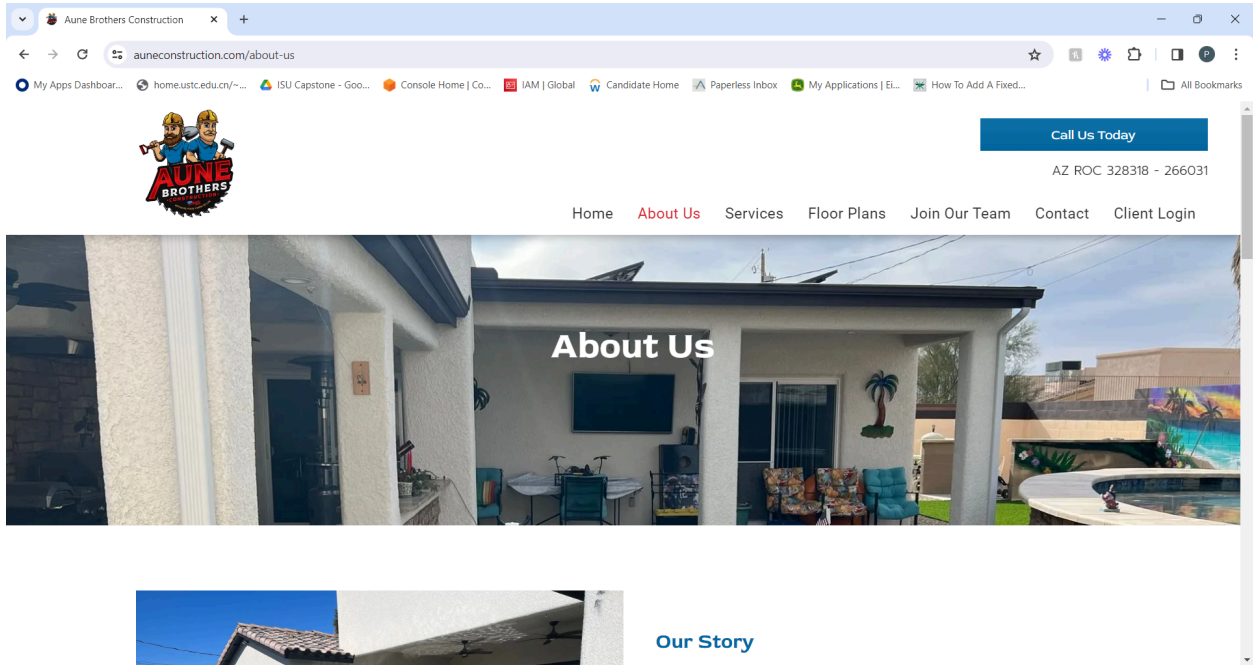 Aune Brothers Construction
auneconstruction.com/about-us
P
My Apps Dashboar...
home.ustc.edu.cn/~...
ISU Capstone - Goo...
Console Home | Co...
IAM | Global
Candidate Home
Paperless Inbox
My Applications | Ei...
How To Add A Fixed...
All Bookmarks
AUNE
BROTHERS
CONSTRUCTION
Call Us Today
AZ ROC 328318 - 266031
Home About Us Services Floor Plans Join Our Team Contact Client Login
About Us
Our Story